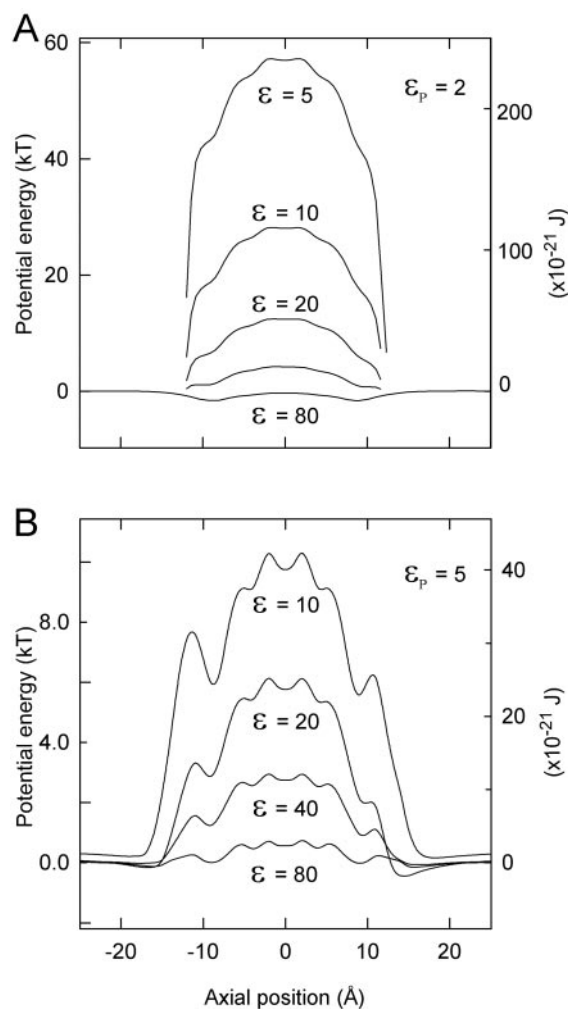 A
60
40
20
0
Potential energy (kT)
ε = 5
ε = 10
ε = 20
ε = 80
εP = 2
200
100
0
(x10-21 J)
B
8.0
4.0
0.0
Potential energy (kT)
ε = 10
ε = 20
ε = 40
ε = 80
εP = 5
40
20
0
(x10-21 J)
-20 -10 0 10 20
Axial position (Å)